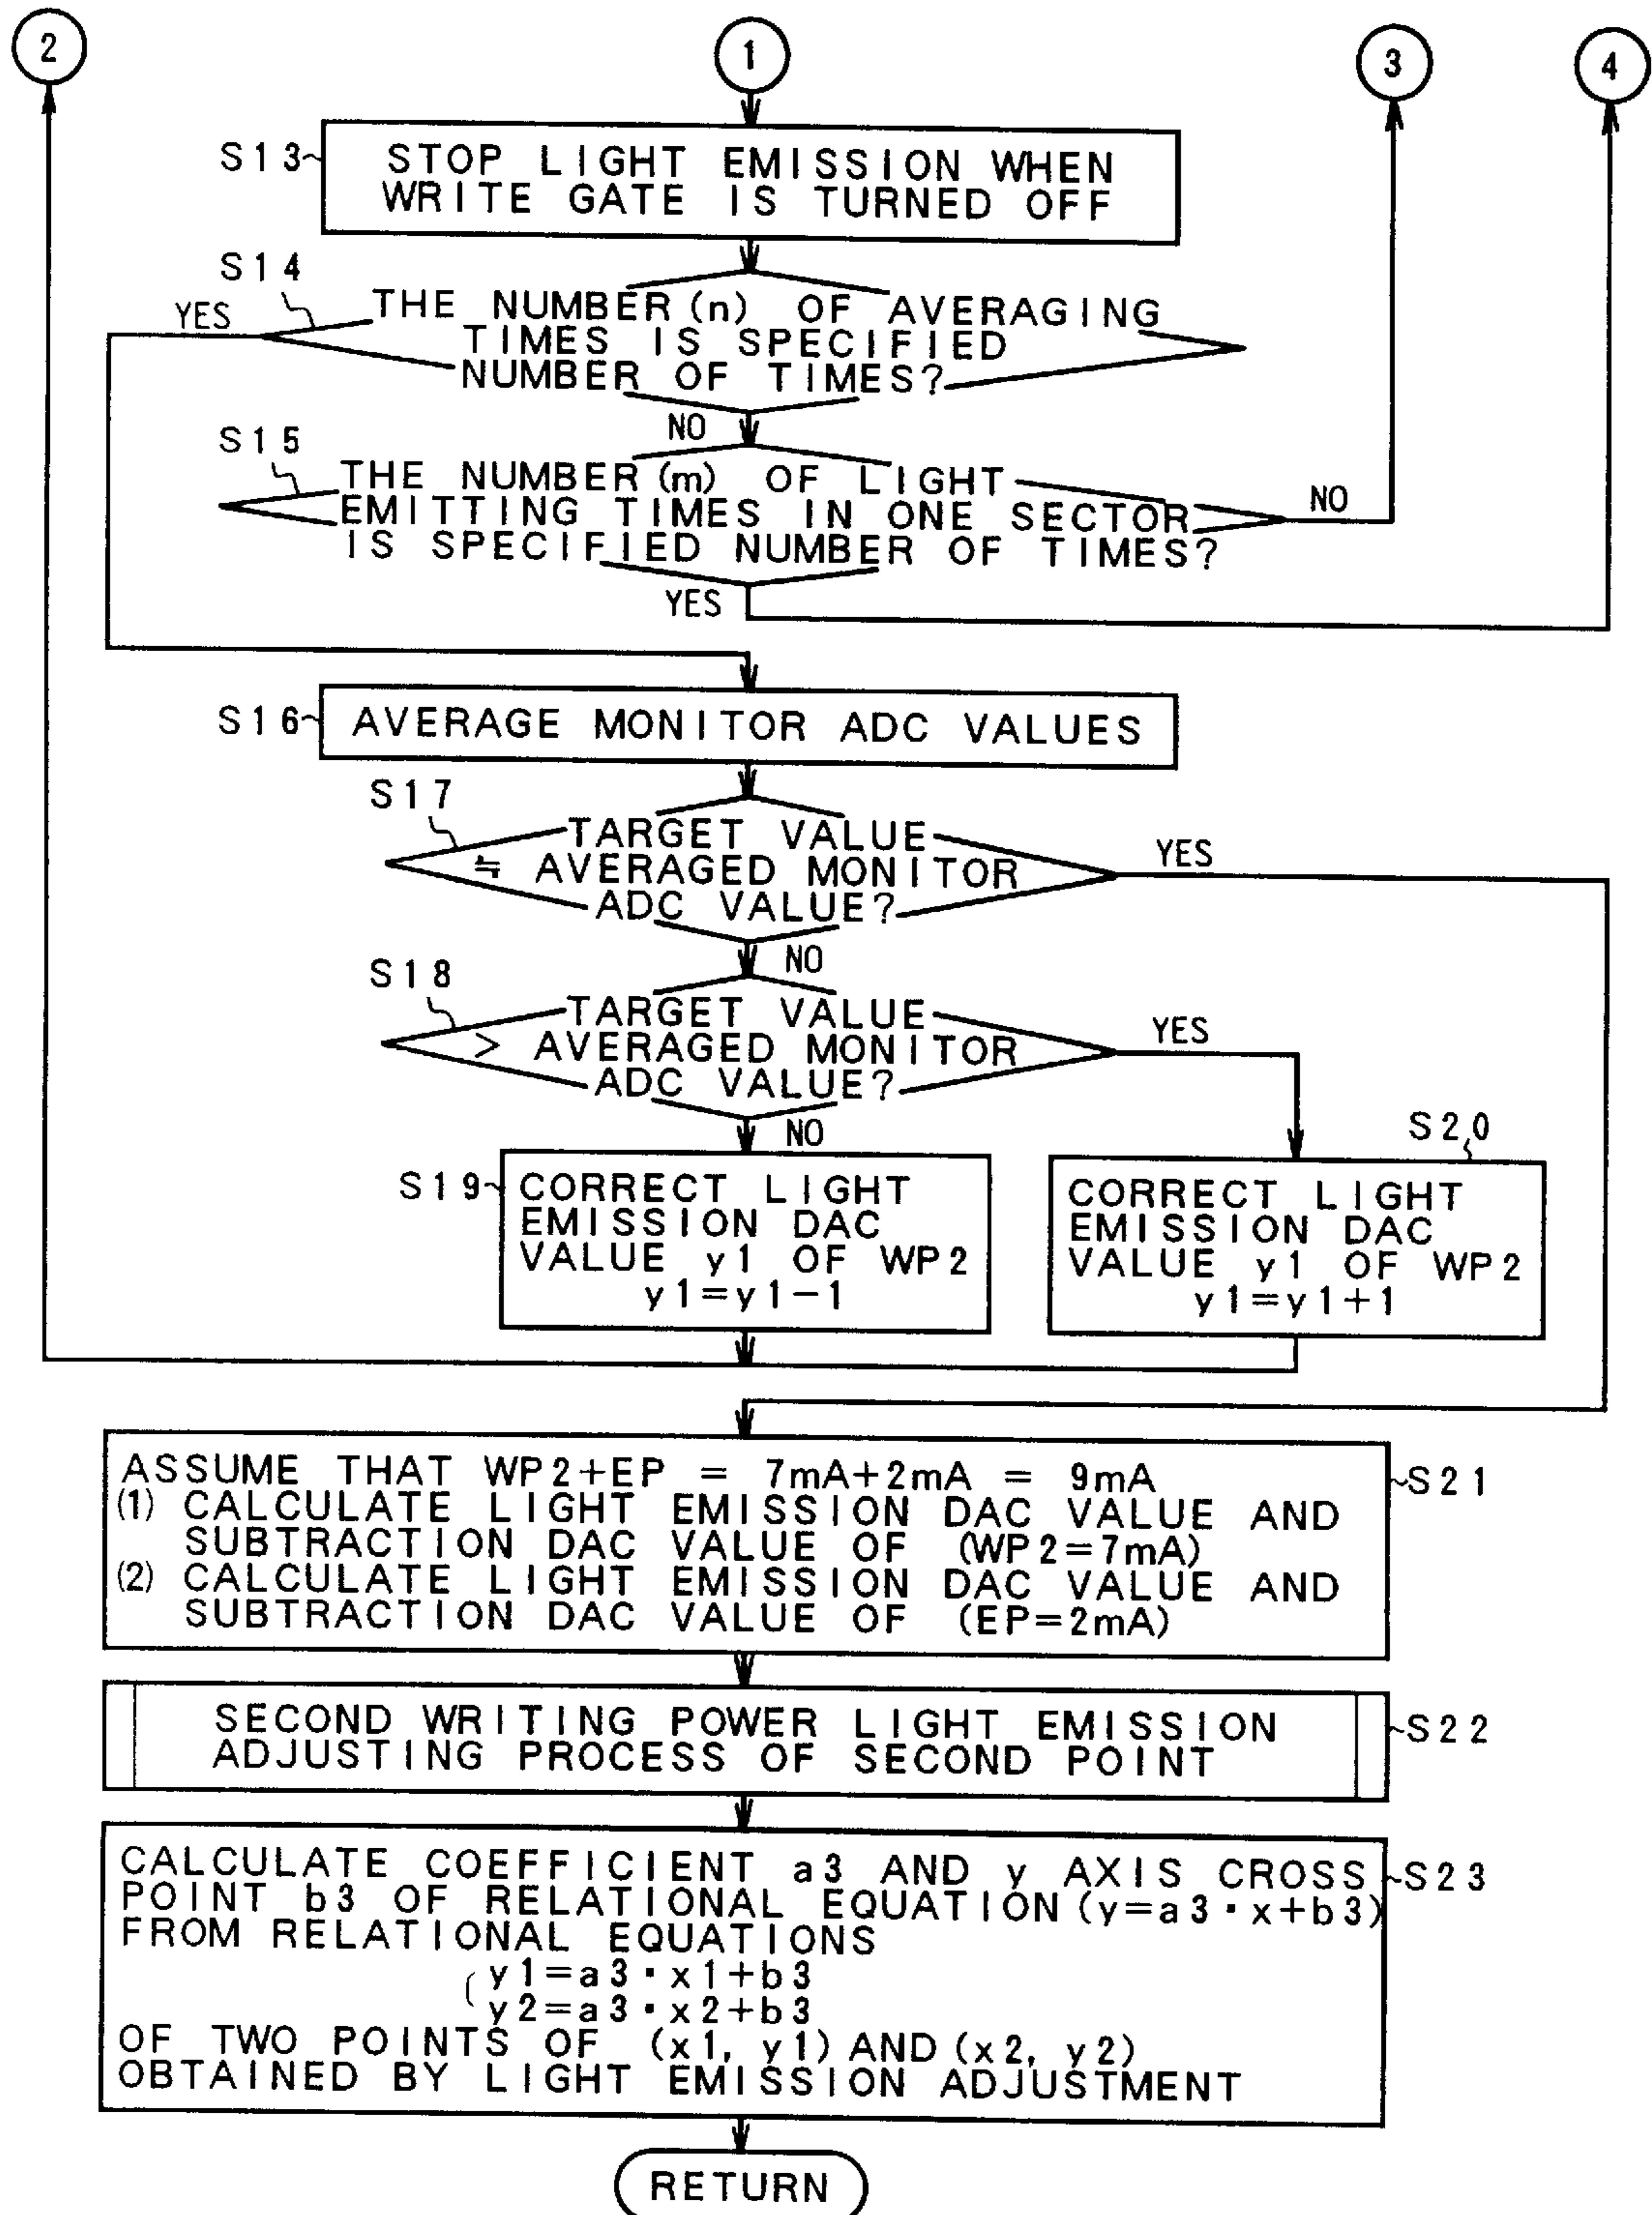 2
1
3
4
S13
STOP LIGHT EMISSION WHEN
WRITE GATE IS TURNED OFF
S14
YES
THE NUMBER(n) OF AVERAGING
TIMES IS SPECIFIED
NUMBER OF TIMES?
NO
S15
THE NUMBER(m) OF LIGHT
EMITTING TIMES IN ONE SECTOR
IS SPECIFIED NUMBER OF TIMES?
NO
YES
S16
AVERAGE MONITOR ADC VALUES
S17
TARGET VALUE
≒ AVERAGED MONITOR
ADC VALUE?
YES
NO
S18
TARGET VALUE
> AVERAGED MONITOR
ADC VALUE?
YES
NO
S19
CORRECT LIGHT
EMISSION DAC
VALUE y1 OF WP2
y1=y1-1
S20
CORRECT LIGHT
EMISSION DAC
VALUE y1 OF WP2
y1=y1+1
S21
ASSUME THAT WP2+EP = 7mA+2mA = 9mA
(1) CALCULATE LIGHT EMISSION DAC VALUE AND
SUBTRACTION DAC VALUE OF (WP2=7mA)
(2) CALCULATE LIGHT EMISSION DAC VALUE AND
SUBTRACTION DAC VALUE OF (EP=2mA)
S22
SECOND WRITING POWER LIGHT EMISSION
ADJUSTING PROCESS OF SECOND POINT
S23
CALCULATE COEFFICIENT a3 AND y AXIS CROSS
POINT b3 OF RELATIONAL EQUATION(y=a3・x+b3)
FROM RELATIONAL EQUATIONS
y1=a3・x1+b3
y2=a3・x2+b3
OF TWO POINTS OF (x1, y1) AND (x2, y2)
OBTAINED BY LIGHT EMISSION ADJUSTMENT
RETURN